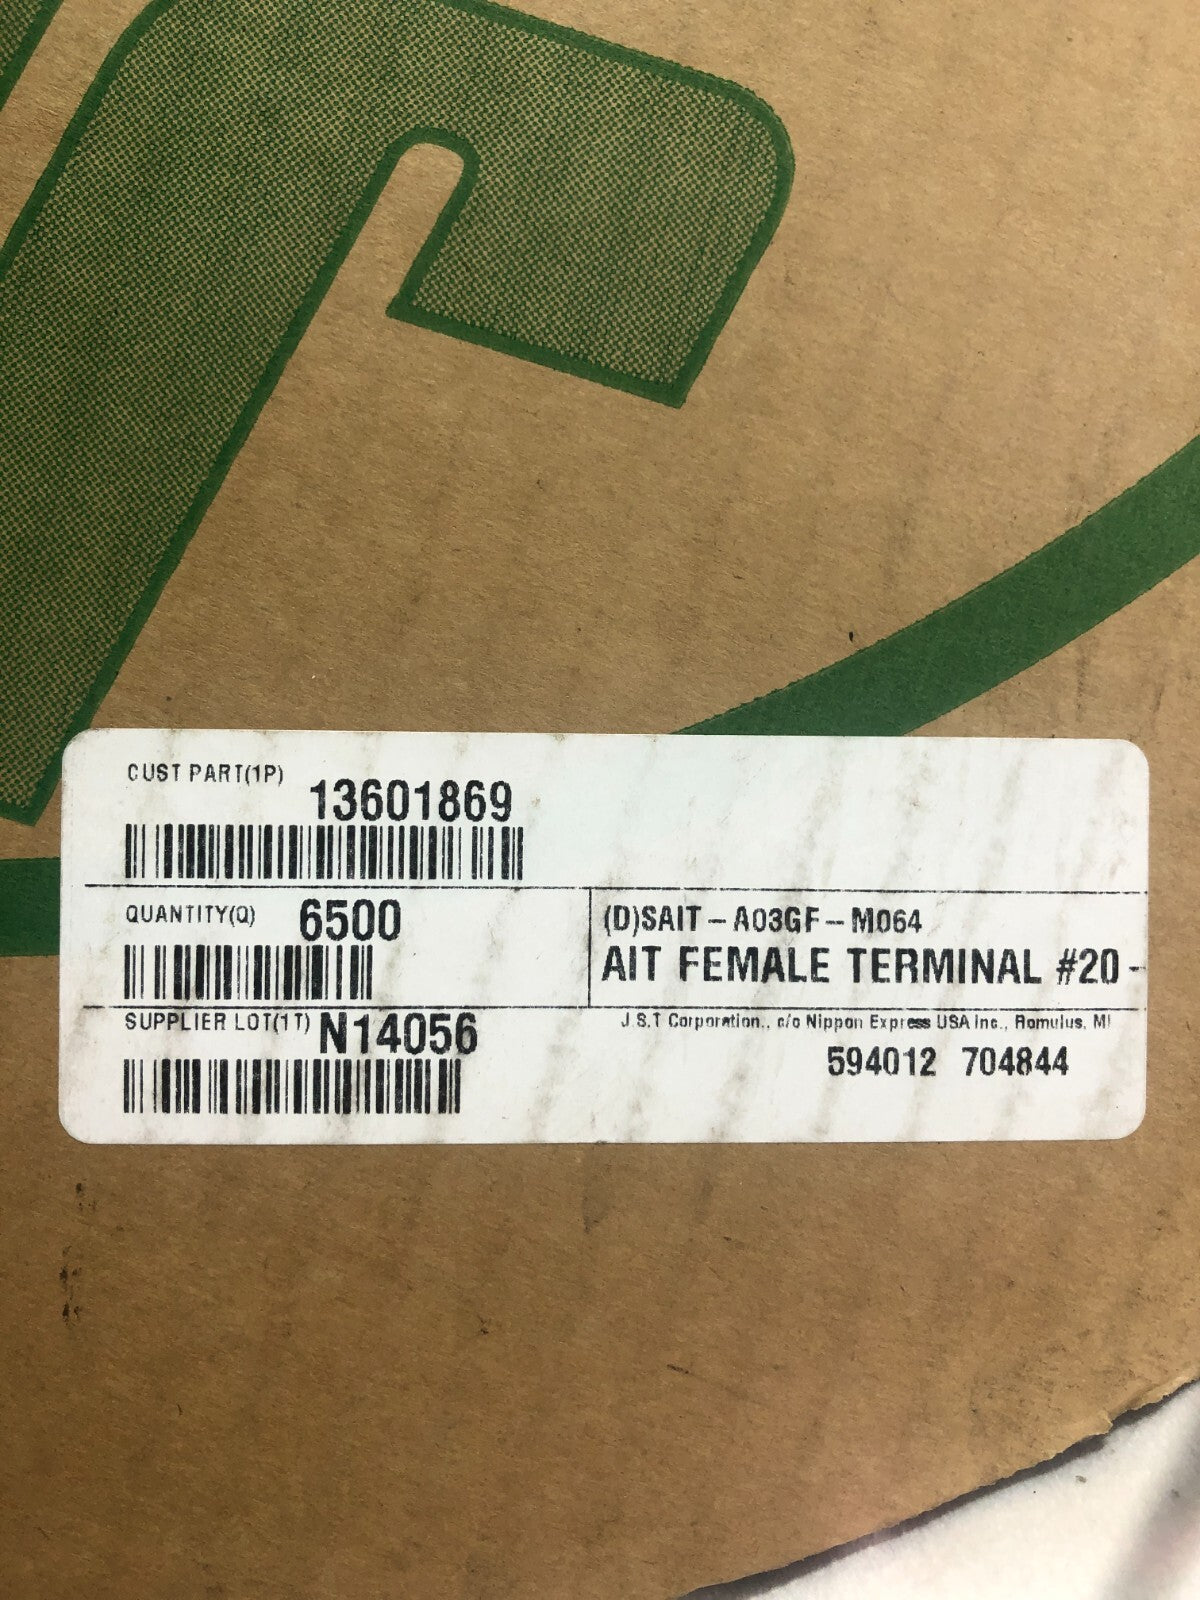 CUST PART(1P) 13601869
QUANTITY(Q) 6500
(D)SAIT-A03GF-M064
AIT FEMALE TERMINAL #20 -
SUPPLIER LOT(1T) N14056
J.S.T Corporation., c/o Nippon Express USA Inc., Romulus, MI
594012 704844